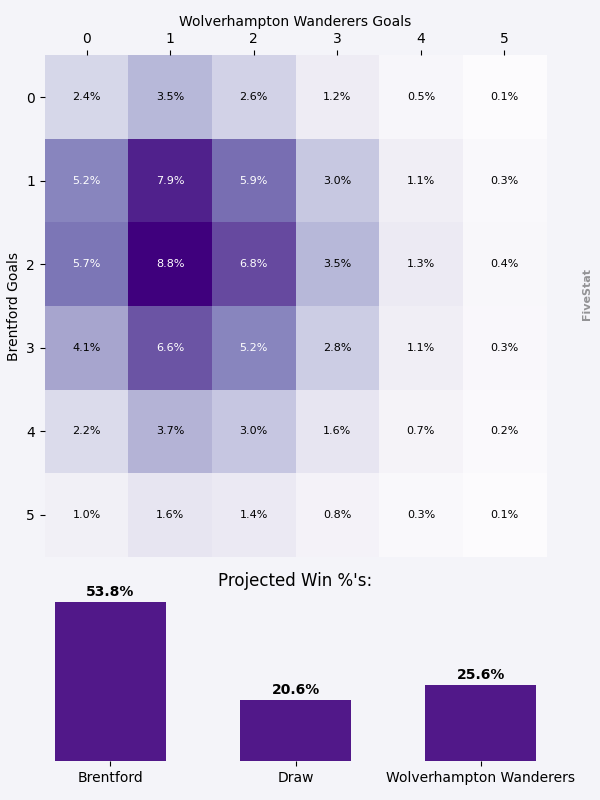 Wolverhampton Wanderers Goals
0 1 2 3 4 5
0 2.4% 3.5% 2.6% 1.2% 0.5% 0.1%
1 5.2% 7.9% 5.9% 3.0% 1.1% 0.3%
2 5.7% 8.8% 6.8% 3.5% 1.3% 0.4%
3 4.1% 6.6% 5.2% 2.8% 1.1% 0.3%
4 2.2% 3.7% 3.0% 1.6% 0.7% 0.2%
5 1.0% 1.6% 1.4% 0.8% 0.3% 0.1%
Brentford Goals
FiveStat
Projected Win %'s:
53.8% 20.6% 25.6%
Brentford Draw Wolverhampton Wanderers